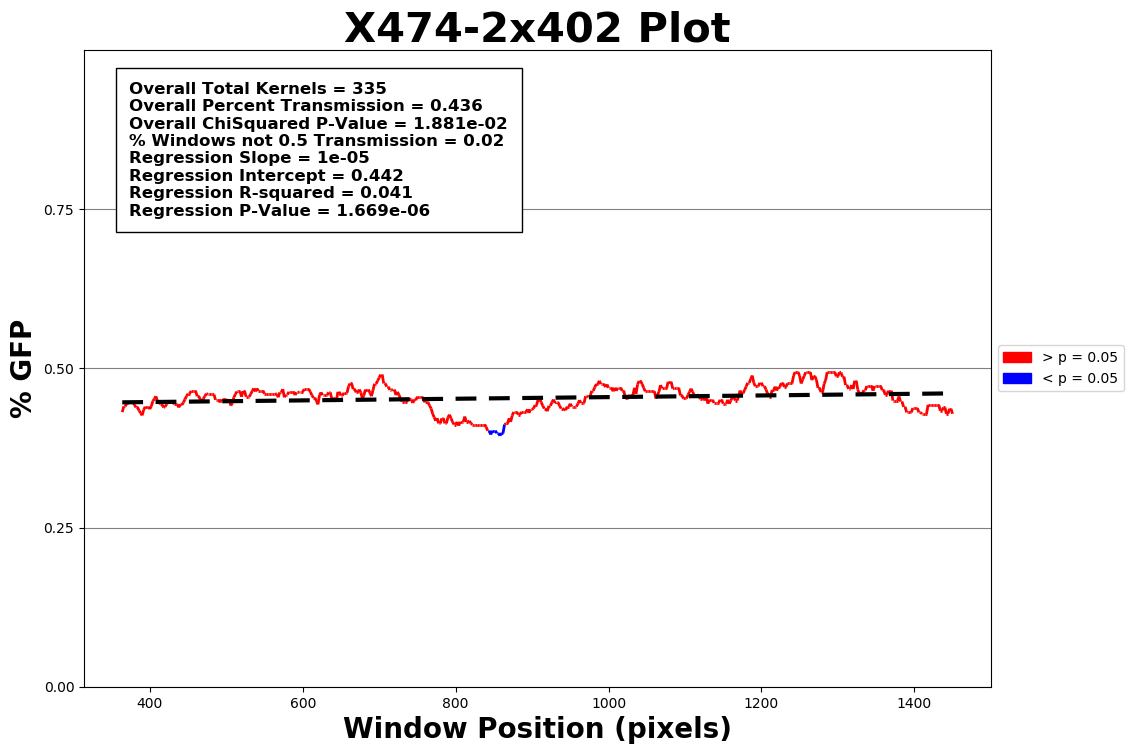 X474-2x402 Plot
Overall Total Kernels = 335
Overall Percent Transmission = 0.436
Overall ChiSquared P-Value = 1.881e-02
% Windows not 0.5 Transmission = 0.02
Regression Slope = 1e-05
Regression Intercept = 0.442
Regression R-squared = 0.041
Regression P-Value = 1.669e-06
% GFP
0.75
0.50
0.25
0.00
> p = 0.05
< p = 0.05
400 600 800 1000 1200 1400
Window Position (pixels)